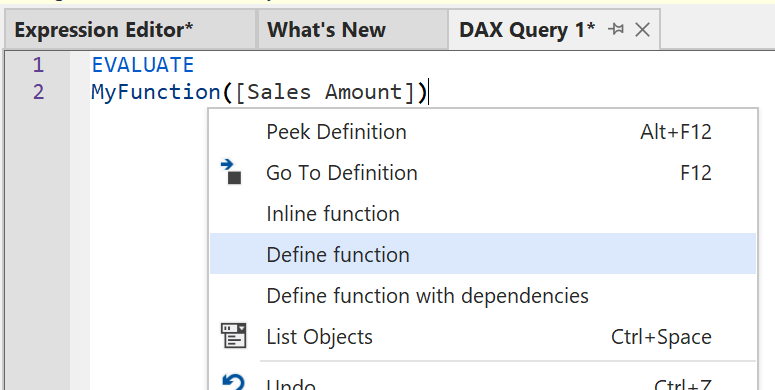 Expression Editor* What's New DAX Query 1*
1 EVALUATE
2 MyFunction([Sales Amount])
Peek Definition Alt+F12
Go To Definition F12
Inline function
Define function
Define function with dependencies
List Objects Ctrl+Space
Undo Ctrl+Z